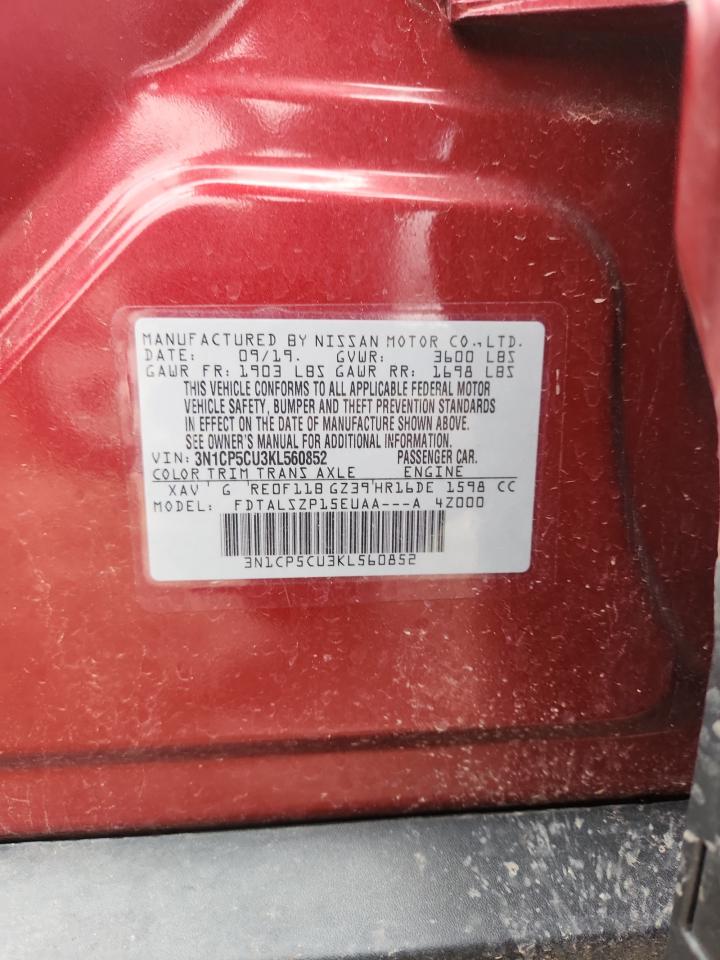 MANUFACTURED BY NISSAN MOTOR CO.,LTD.
DATE: 09/19. GVWR: 3600 LBS
GAWR FR: 1903 LBS GAWR RR: 1698 LBS
THIS VEHICLE CONFORMS TO ALL APPLICABLE FEDERAL MOTOR
VEHICLE SAFETY, BUMPER AND THEFT PREVENTION STANDARDS
IN EFFECT ON THE DATE OF MANUFACTURE SHOWN ABOVE.
SEE OWNER'S MANUAL FOR ADDITIONAL INFORMATION.
VIN: 3N1CP5CU3KL560852 PASSENGER CAR.
COLOR TRIM TRANS AXLE ENGINE
XAV G RE0F11B GZ39 HR16DE 1598 CC
MODEL: FDTALSZP15EUAA---A 4Z000
3N1CP5CU3KL560852